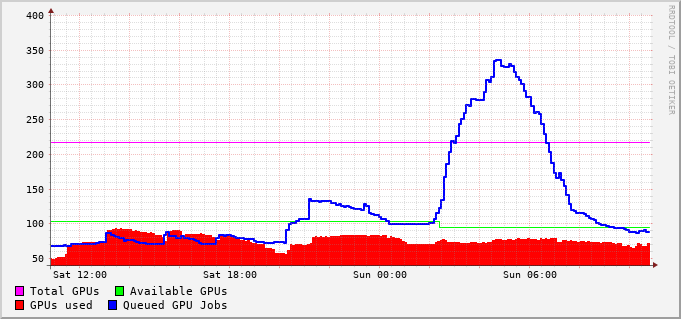 400
350
300
250
200
150
100
50
Sat 12:00 Sat 18:00 Sun 00:00 Sun 06:00
Total GPUs Available GPUs
GPUs used Queued GPU Jobs
RRDTOOL / TOBI OETIKER